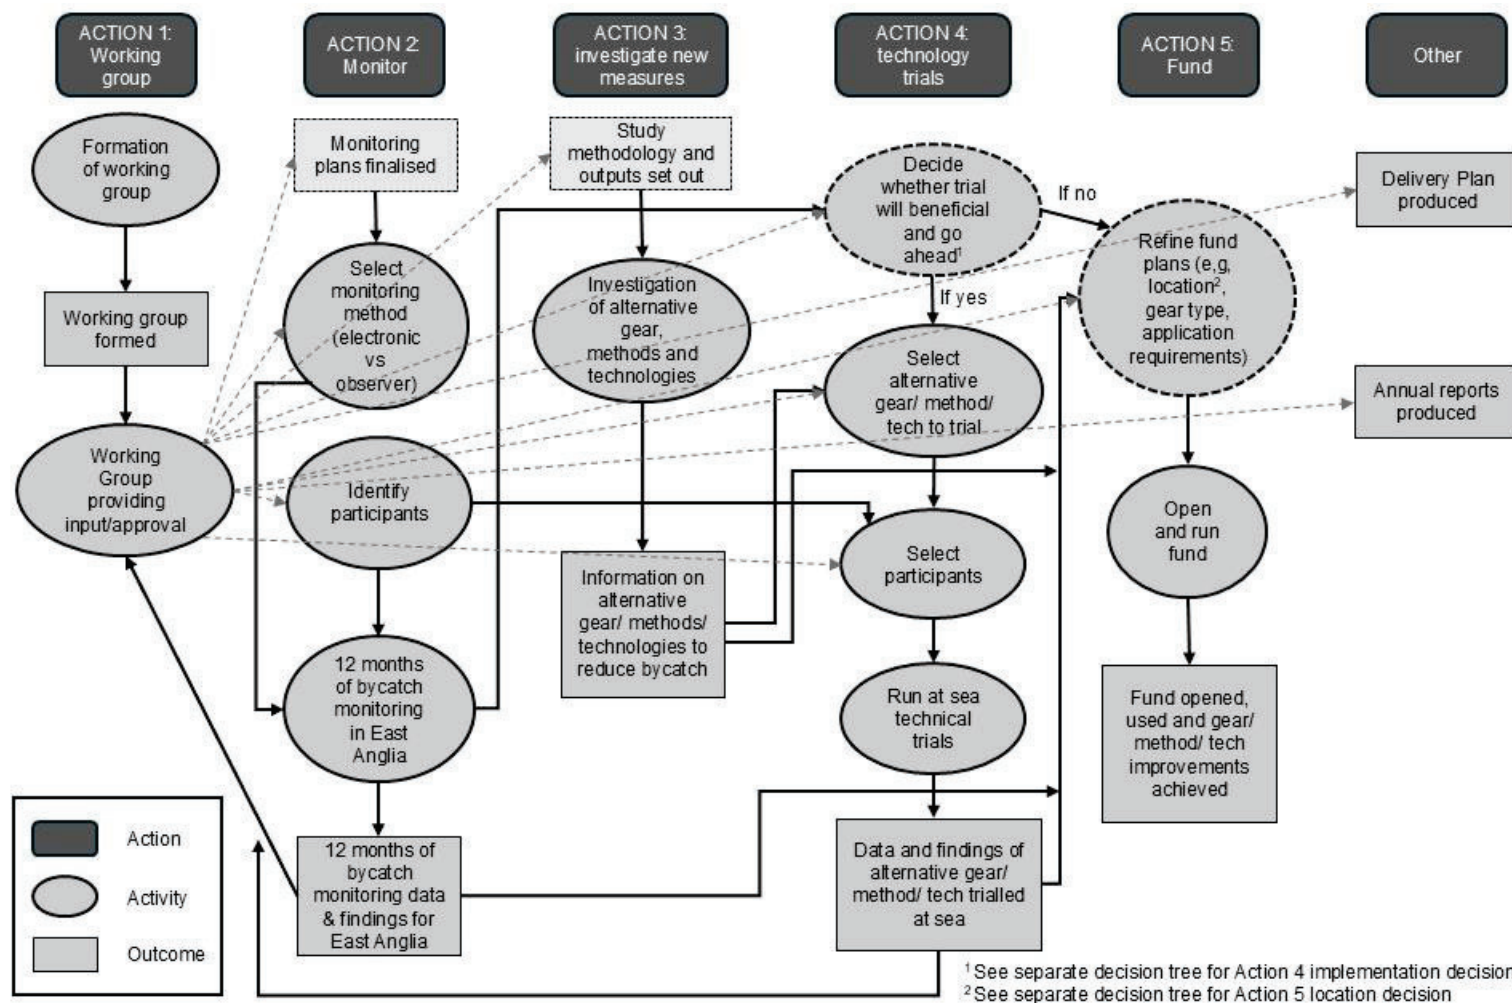 ACTION 1:
Working
group
ACTION 2:
Monitor
ACTION 3:
investigate new
measures
ACTION 4:
technology
trials
ACTION 5:
Fund
Other
Formation
of working
group
Working group
formed
Working
Group
providing
input/approval
Monitoring
plans finalised
Select
monitoring
method
(electronic
vs
observer)
Identify
participants
12 months
of bycatch
monitoring
in East
Anglia
12 months of
bycatch
monitoring data
& findings for
East Anglia
Study
methodology and
outputs set out
Investigation
of alternative
gear,
methods and
technologies
Information on
alternative
gear/ methods/
technologies to
reduce bycatch
Decide
whether trial
will beneficial
and go
ahead¹
If no
If yes
Select
alternative
gear/ method/
tech to trial
Select
participants
Run at sea
technical
trials
Data and findings of
alternative gear/
method/ tech trialled
at sea
Refine fund
plans (e,g,
location²,
gear type,
application
requirements)
Open
and run
fund
Fund opened,
used and gear/
method/ tech
improvements
achieved
Delivery Plan
produced
Annual reports
produced
Action
Activity
Outcome
¹ See separate decision tree for Action 4 implementation decision
² See separate decision tree for Action 5 location decision